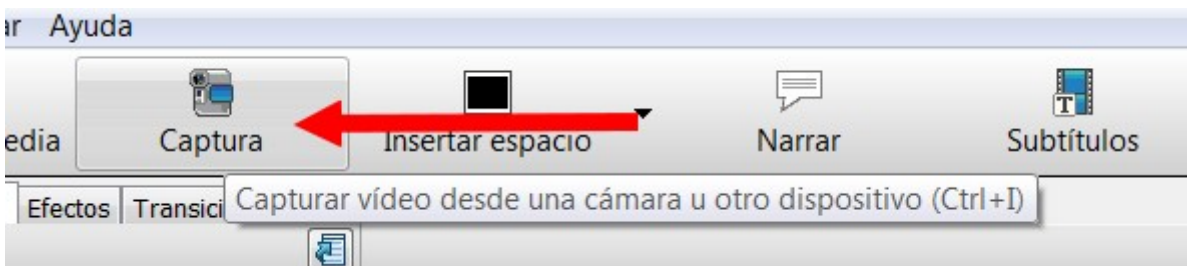 ar Ayuda
edia Captura Insertar espacio Narrar Subtítulos
Efectos Transici
Capturar vídeo desde una cámara u otro dispositivo (Ctrl+I)